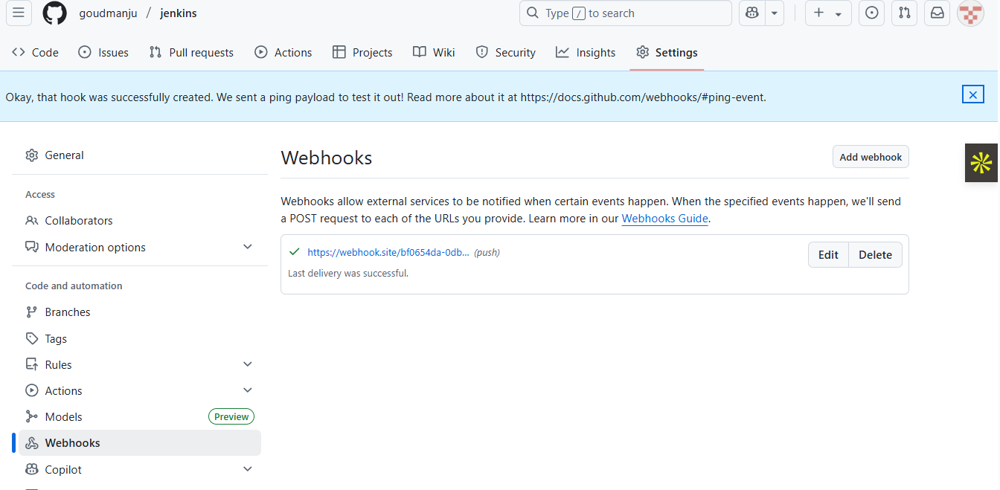 goudmanju / jenkins
Type / to search
Code
Issues
Pull requests
Actions
Projects
Wiki
Security
Insights
Settings
Okay, that hook was successfully created. We sent a ping payload to test it out! Read more about it at https://docs.github.com/webhooks/#ping-event.
General
Access
Collaborators
Moderation options
Code and automation
Branches
Tags
Rules
Actions
Models
Preview
Webhooks
Copilot
Webhooks
Add webhook
Webhooks allow external services to be notified when certain events happen. When the specified events happen, we'll send
a POST request to each of the URLs you provide. Learn more in our Webhooks Guide.
https://webhook.site/bf0654da-0db... (push)
Edit
Delete
Last delivery was successful.